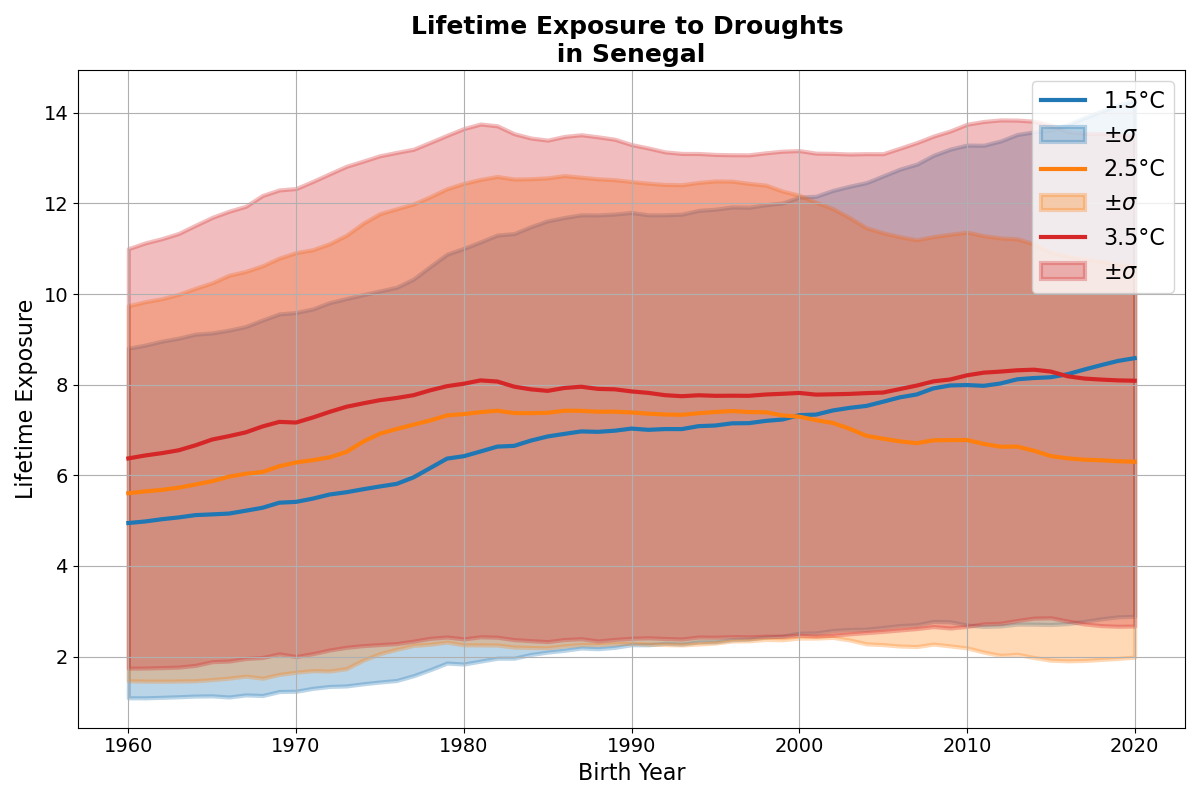 Lifetime Exposure to Droughts
in Senegal
1.5°C
±σ
2.5°C
±σ
3.5°C
±σ
Lifetime Exposure
14
12
10
8
6
4
2
1960 1970 1980 1990 2000 2010 2020
Birth Year